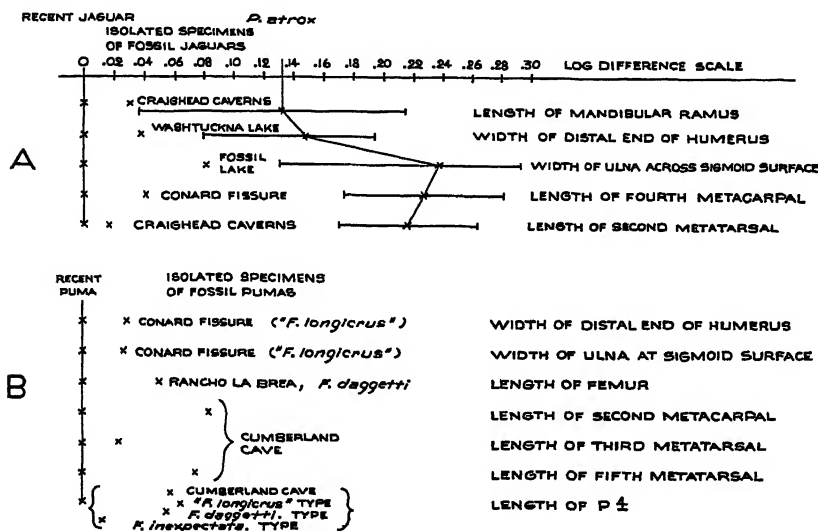 RECENT JAGUAR P. atrox
ISOLATED SPECIMENS
OF FOSSIL JAGUARS
0 .02 .04 .06 .08 .10 .12 .14 .16 .18 .20 .22 .24 .26 .28 .30 LOG DIFFERENCE SCALE
A
CRAIGHEAD CAVERNS LENGTH OF MANDIBULAR RAMUS
WASHTUCKNA LAKE WIDTH OF DISTAL END OF HUMERUS
FOSSIL
LAKE WIDTH OF ULNA ACROSS SIGMOID SURFACE
CONARD FISSURE LENGTH OF FOURTH METACARPAL
CRAIGHEAD CAVERNS LENGTH OF SECOND METATARSAL
RECENT
PUMA
ISOLATED SPECIMENS
OF FOSSIL PUMAS
B
CONARD FISSURE ("F. longicrus") WIDTH OF DISTAL END OF HUMERUS
CONARD FISSURE ("F. longicrus") WIDTH OF ULNA AT SIGMOID SURFACE
RANCHO LA BREA, F. daggetti LENGTH OF FEMUR
LENGTH OF SECOND METACARPAL
CUMBERLAND
CAVE
LENGTH OF THIRD METATARSAL
LENGTH OF FIFTH METATARSAL
CUMBERLAND CAVE
"F. longicrus" TYPE LENGTH OF P 4
F. daggetti. TYPE
F. inexpectata. TYPE